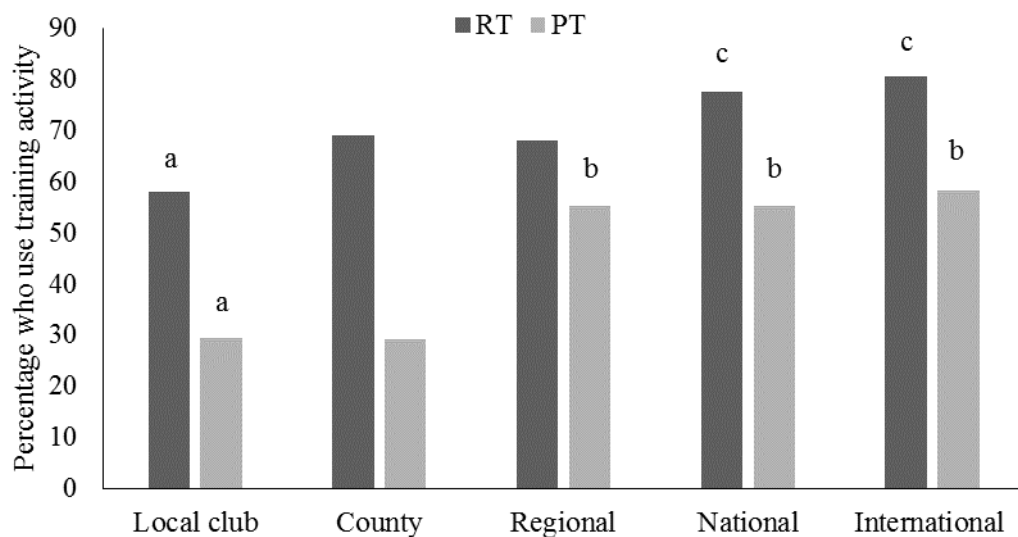 RT PT
Percentage who use training activity
90
80
70
60
50
40
30
20
10
0
a
a
b
c
b
c
b
Local club County Regional National International